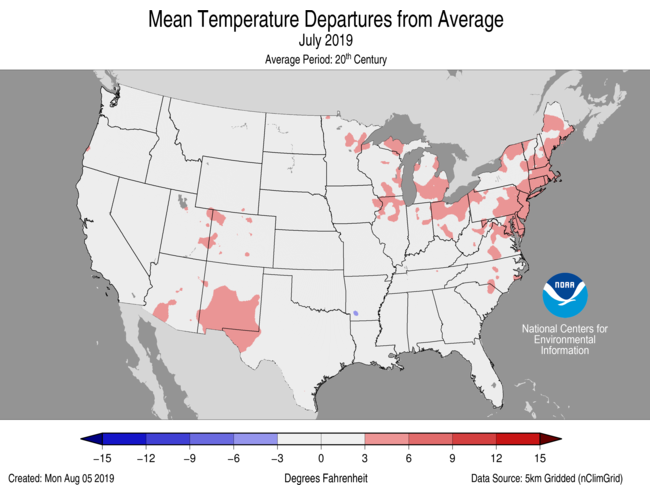 Mean Temperature Departures from Average
July 2019
Average Period: 20th Century
NOAA
National Centers for
Environmental
Information
−15 −12 −9 −6 −3 0 3 6 9 12 15
Created: Mon Aug 05 2019 Degrees Fahrenheit Data Source: 5km Gridded (nClimGrid)